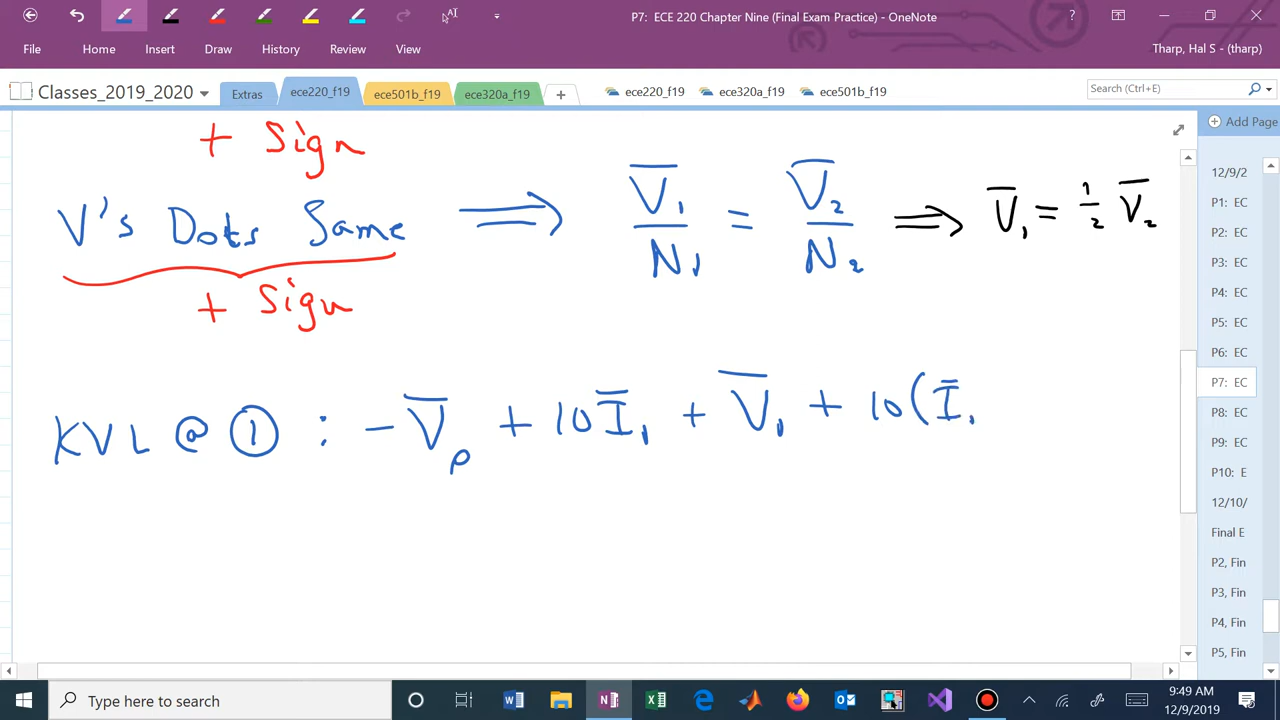 P7: ECE 220 Chapter Nine (Final Exam Practice) - OneNote
Tharp, Hal S - (tharp)
File Home Insert Draw History Review View
Classes_2019_2020 Extras ece220_f19 ece501b_f19 ece320a_f19 ece220_f19 ece320a_f19 ece501b_f19 Search (Ctrl+E)
Add Page
12/9/2
P1: EC
P2: EC
P3: EC
P4: EC
P5: EC
P6: EC
P7: EC
P8: EC
P9: EC
P10: E
12/10/
Final E
P2, Fin
P3, Fin
P4, Fin
P5, Fin
+ Sign
V's Dots Same ⟹ V̅₁/N₁ = V̅₂/N₂ ⟹ V̅₁ = ½ V̅₂
+ Sign
KVL @ ① : - V̅ₚ + 10 I̅₁ + V̅₁ + 10 ( I̅₁
Type here to search
9:49 AM
12/9/2019